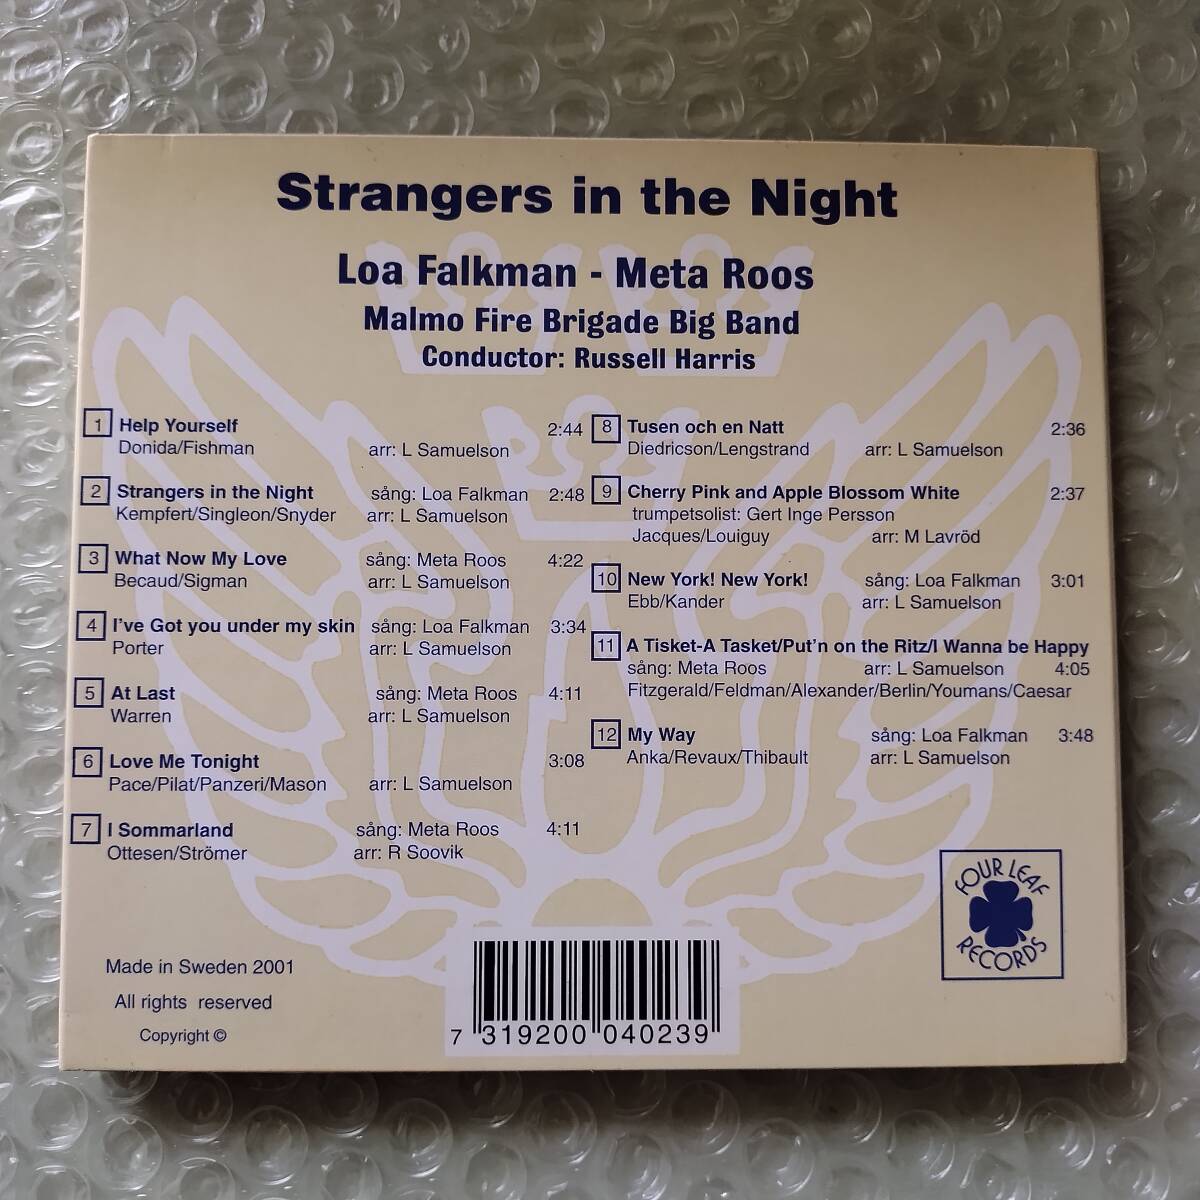 Strangers in the Night
Loa Falkman - Meta Roos
Malmo Fire Brigade Big Band
Conductor: Russell Harris
1 Help Yourself 2:44
Donida/Fishman arr: L Samuelson
2 Strangers in the Night sång: Loa Falkman 2:48
Kempfert/Singleon/Snyder arr: L Samuelson
3 What Now My Love sång: Meta Roos 4:22
Becaud/Sigman arr: L Samuelson
4 I've Got you under my skin sång: Loa Falkman 3:34
Porter arr: L Samuelson
5 At Last sång: Meta Roos 4:11
Warren arr: L Samuelson
6 Love Me Tonight 3:08
Pace/Pilat/Panzeri/Mason arr: L Samuelson
7 I Sommarland sång: Meta Roos 4:11
Ottesen/Strömer arr: R Soovik
8 Tusen och en Natt 2:36
Diedricson/Lengstrand arr: L Samuelson
9 Cherry Pink and Apple Blossom White 2:37
trumpetsolist: Gert Inge Persson
Jacques/Louiguy arr: M Lavröd
10 New York! New York! sång: Loa Falkman 3:01
Ebb/Kander arr: L Samuelson
11 A Tisket-A Tasket/Put'n on the Ritz/I Wanna be Happy
sång: Meta Roos arr: L Samuelson 4:05
Fitzgerald/Feldman/Alexander/Berlin/Youmans/Caesar
12 My Way sång: Loa Falkman 3:48
Anka/Revaux/Thibault arr: L Samuelson
FOUR LEAF
RECORDS
Made in Sweden 2001
All rights reserved
Copyright ©
7 319200 040239